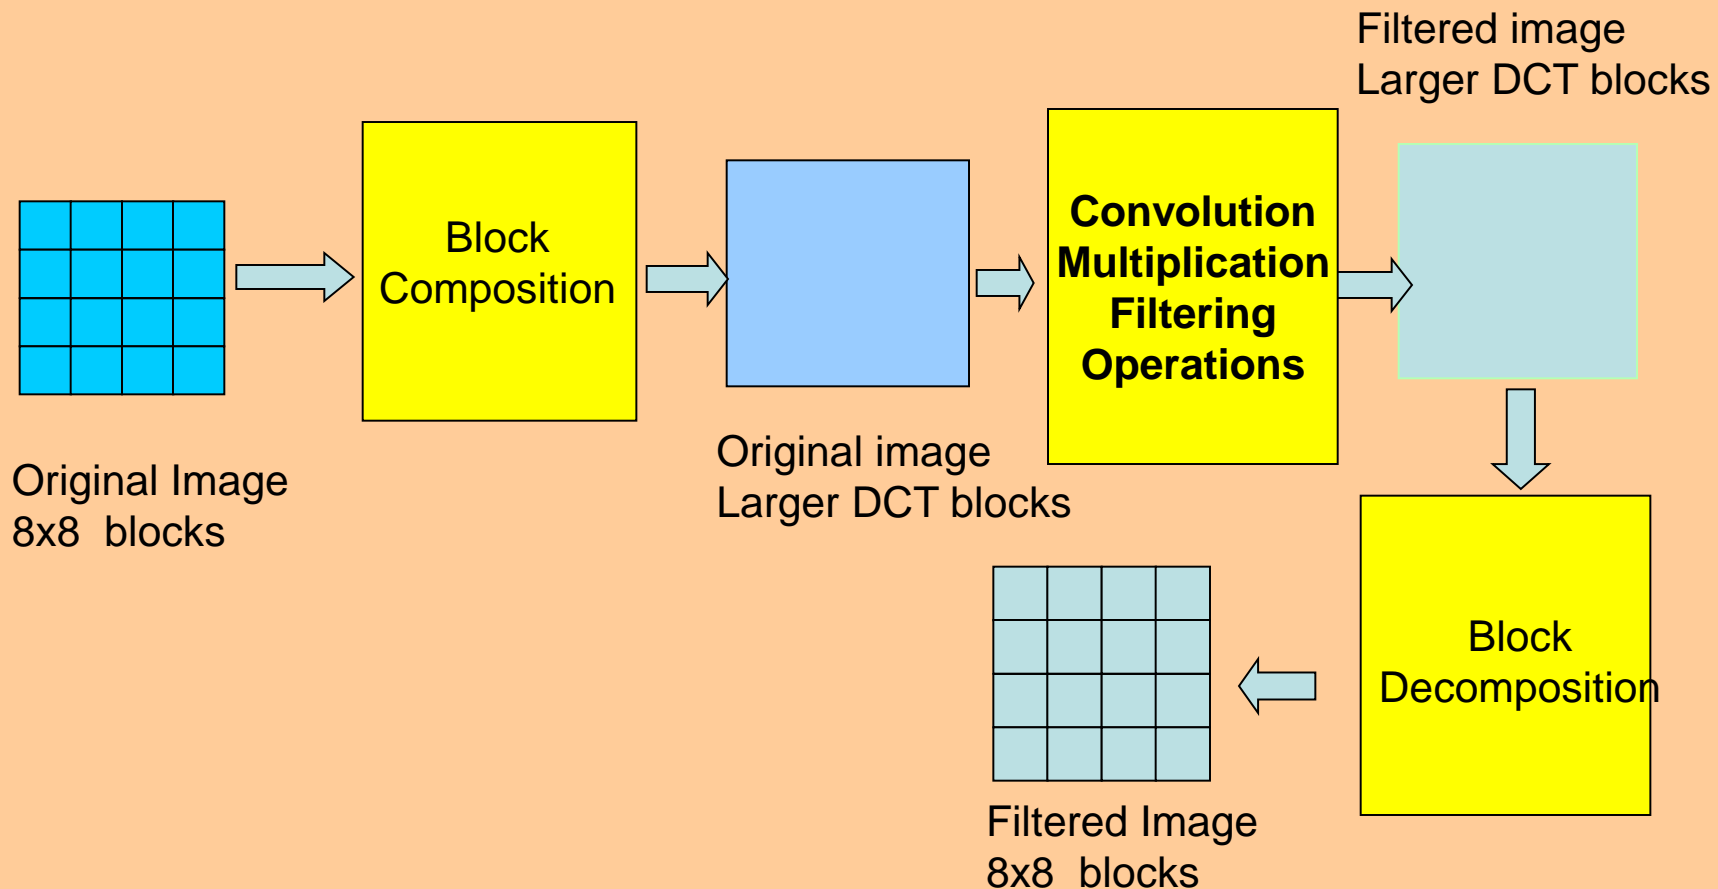 Original Image
8x8 blocks
Block
Composition
Original image
Larger DCT blocks
Convolution
Multiplication
Filtering
Operations
Filtered image
Larger DCT blocks
Block
Decomposition
Filtered Image
8x8 blocks